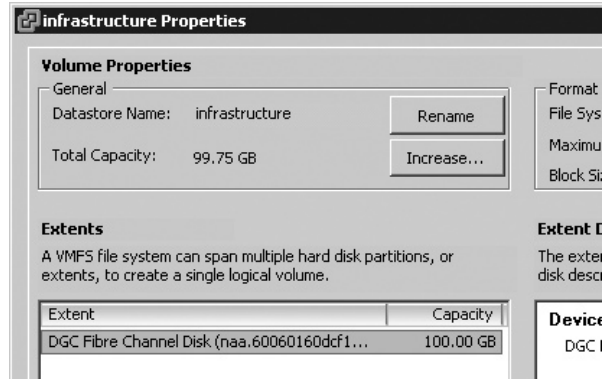 infrastructure Properties
Volume Properties
General
Datastore Name: infrastructure
Rename
Total Capacity: 99.75 GB
Increase...
Format
File Sys
Maximu
Block Si
Extents
A VMFS file system can span multiple hard disk partitions, or
extents, to create a single logical volume.
Extent Capacity
DGC Fibre Channel Disk (naa.60060160dcf1... 100.00 GB
Extent D
The exter
disk descr
Device
DGC